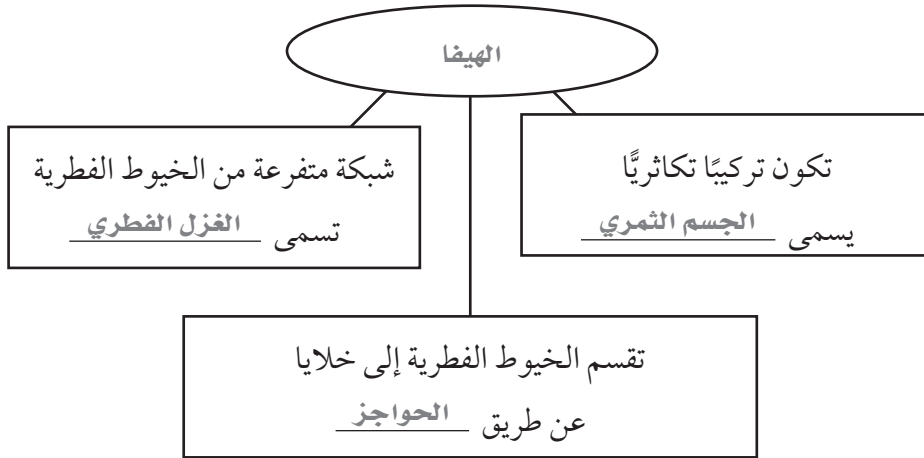 الهيفا
تكون تركيبًا تكاثريًّا
يسمى الجسم الثمري
شبكة متفرعة من الخيوط الفطرية
تسمى الغزل الفطري
تقسم الخيوط الفطرية إلى خلايا
عن طريق الحواجز